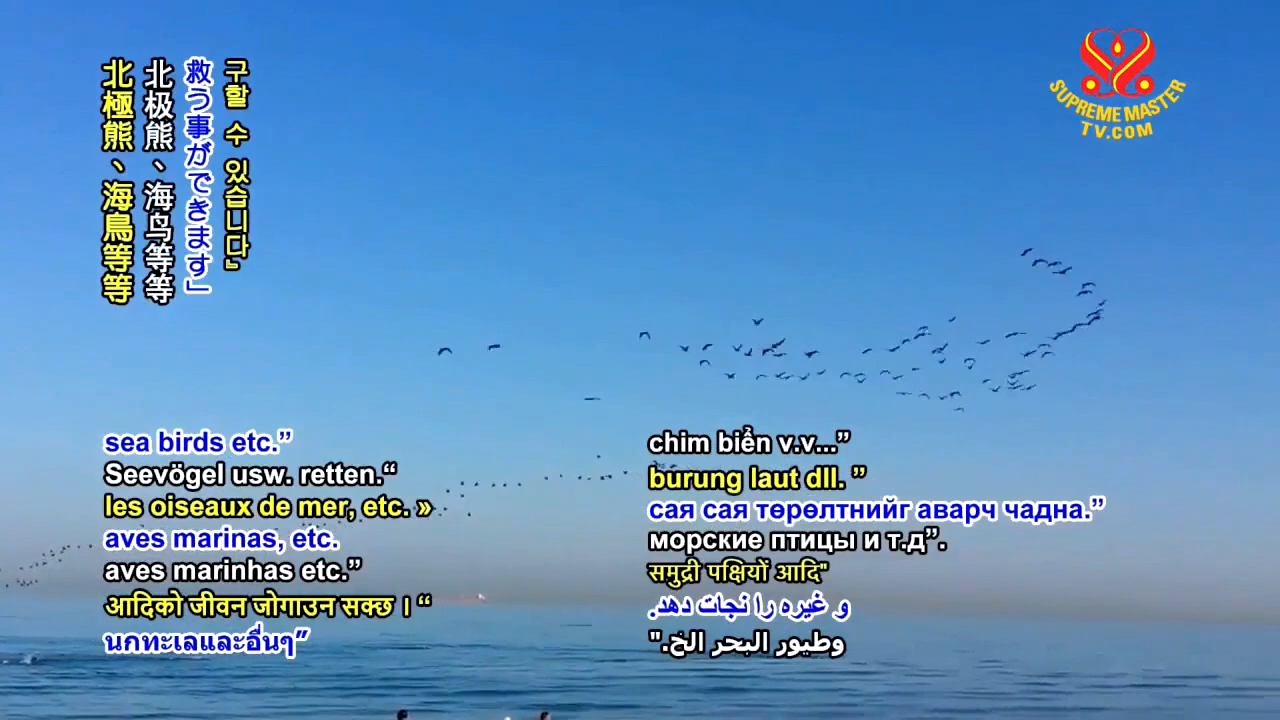 구할 수 있습니다』
救う事ができます」
北极熊、海鸟等等
北極熊、海鳥等等
SUPREME MASTER
TV.COM
sea birds etc.”
Seevögel usw. retten.“
les oiseaux de mer, etc. »
aves marinas, etc.
aves marinhas etc.”
आदिको जीवन जोगाउन सक्छ । “
นกทะเลและอื่นๆ”
chim biển v.v...”
burung laut dll. ”
сая сая төрөлтнийг аварч чадна.”
морские птицы и т.д”.
समुद्री पक्षियों आदि"
و غیره را نجات دهد.
وطيور البحر الخ."